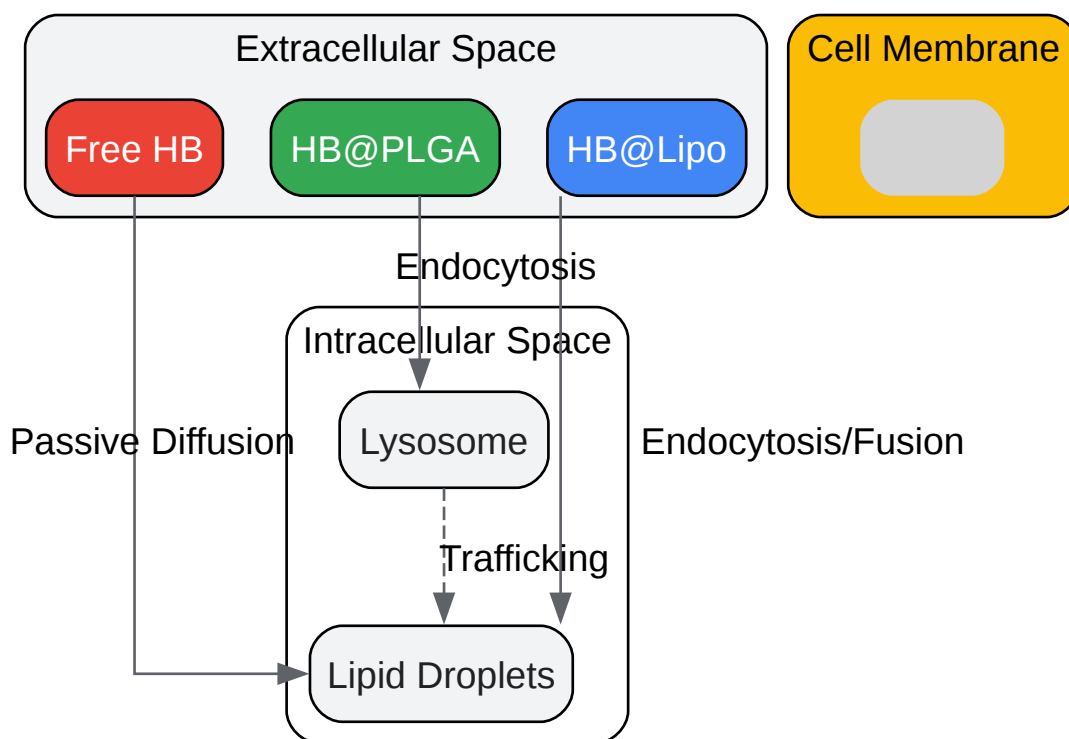 Extracellular Space
Cell Membrane
Free HB
HB@PLGA
HB@Lipo
Endocytosis
Intracellular Space
Passive Diffusion
Lysosome
Endocytosis/Fusion
Trafficking
Lipid Droplets